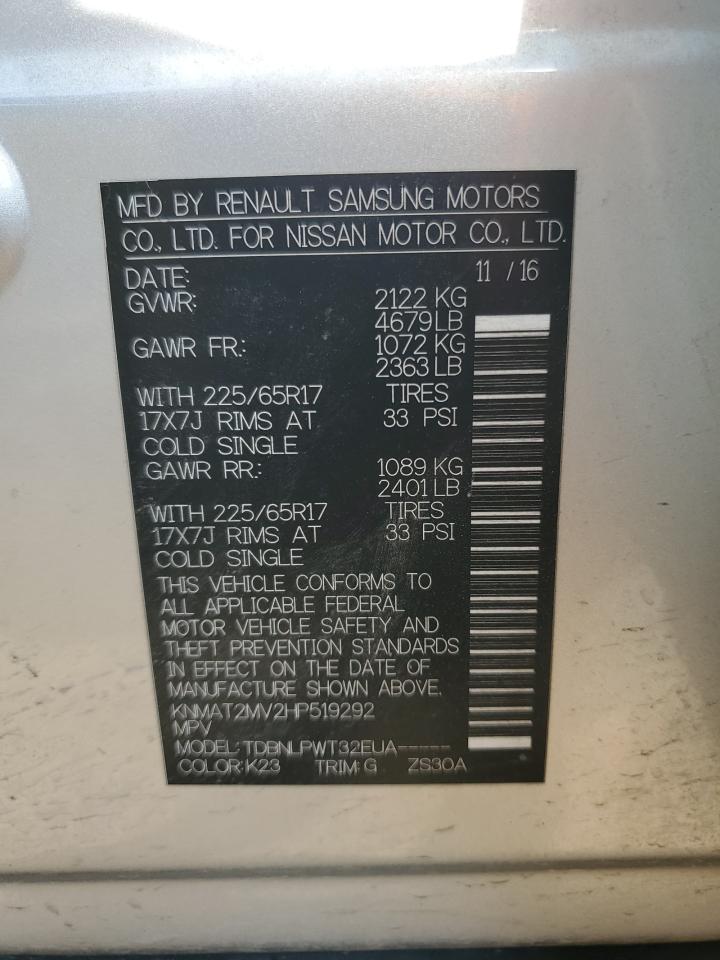 MFD BY RENAULT SAMSUNG MOTORS
CO., LTD. FOR NISSAN MOTOR CO., LTD.
DATE: 11 / 16
GVWR: 2122 KG
4679 LB
GAWR FR.: 1072 KG
2363 LB
WITH 225/65R17 TIRES
17X7J RIMS AT 33 PSI
COLD SINGLE
GAWR RR.: 1089 KG
2401 LB
WITH 225/65R17 TIRES
17X7J RIMS AT 33 PSI
COLD SINGLE
THIS VEHICLE CONFORMS TO
ALL APPLICABLE FEDERAL
MOTOR VEHICLE SAFETY AND
THEFT PREVENTION STANDARDS
IN EFFECT ON THE DATE OF
MANUFACTURE SHOWN ABOVE.
KNMAT2MV2HP519292
MPV
MODEL: TDBNLPWT32EUA-----
COLOR: K23 TRIM: G ZS30A